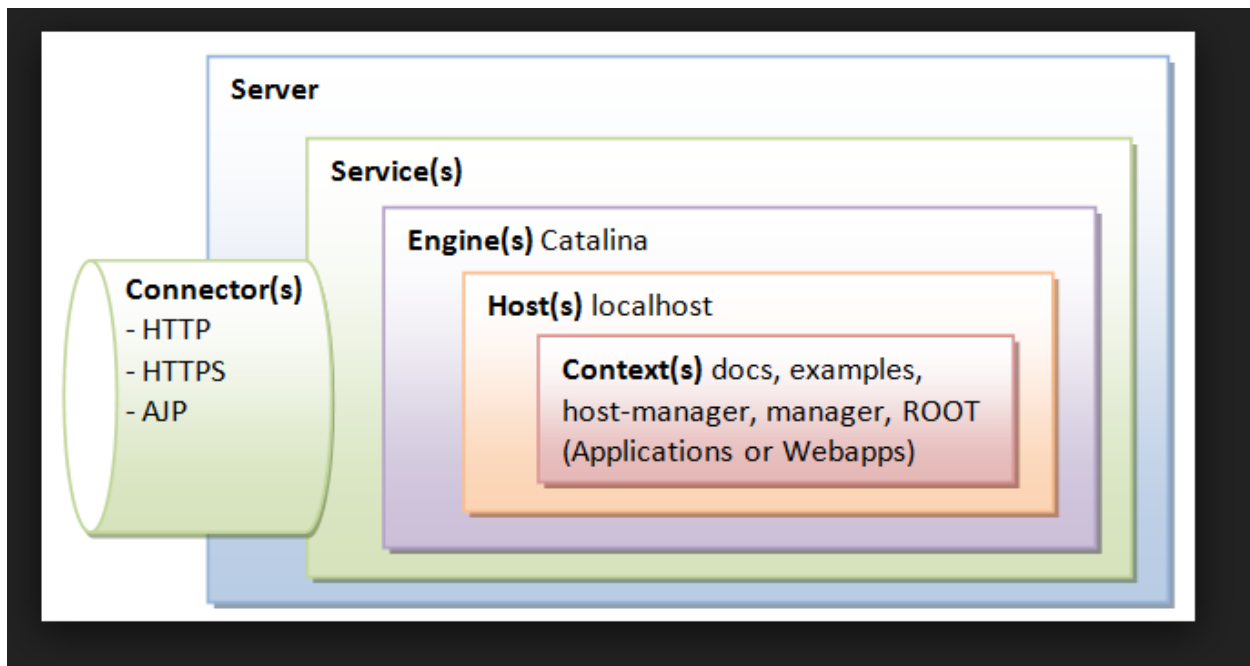 Server
Service(s)
Engine(s) Catalina
Host(s) localhost
Context(s) docs, examples,
host-manager, manager, ROOT
(Applications or Webapps)
Connector(s)
- HTTP
- HTTPS
- AJP